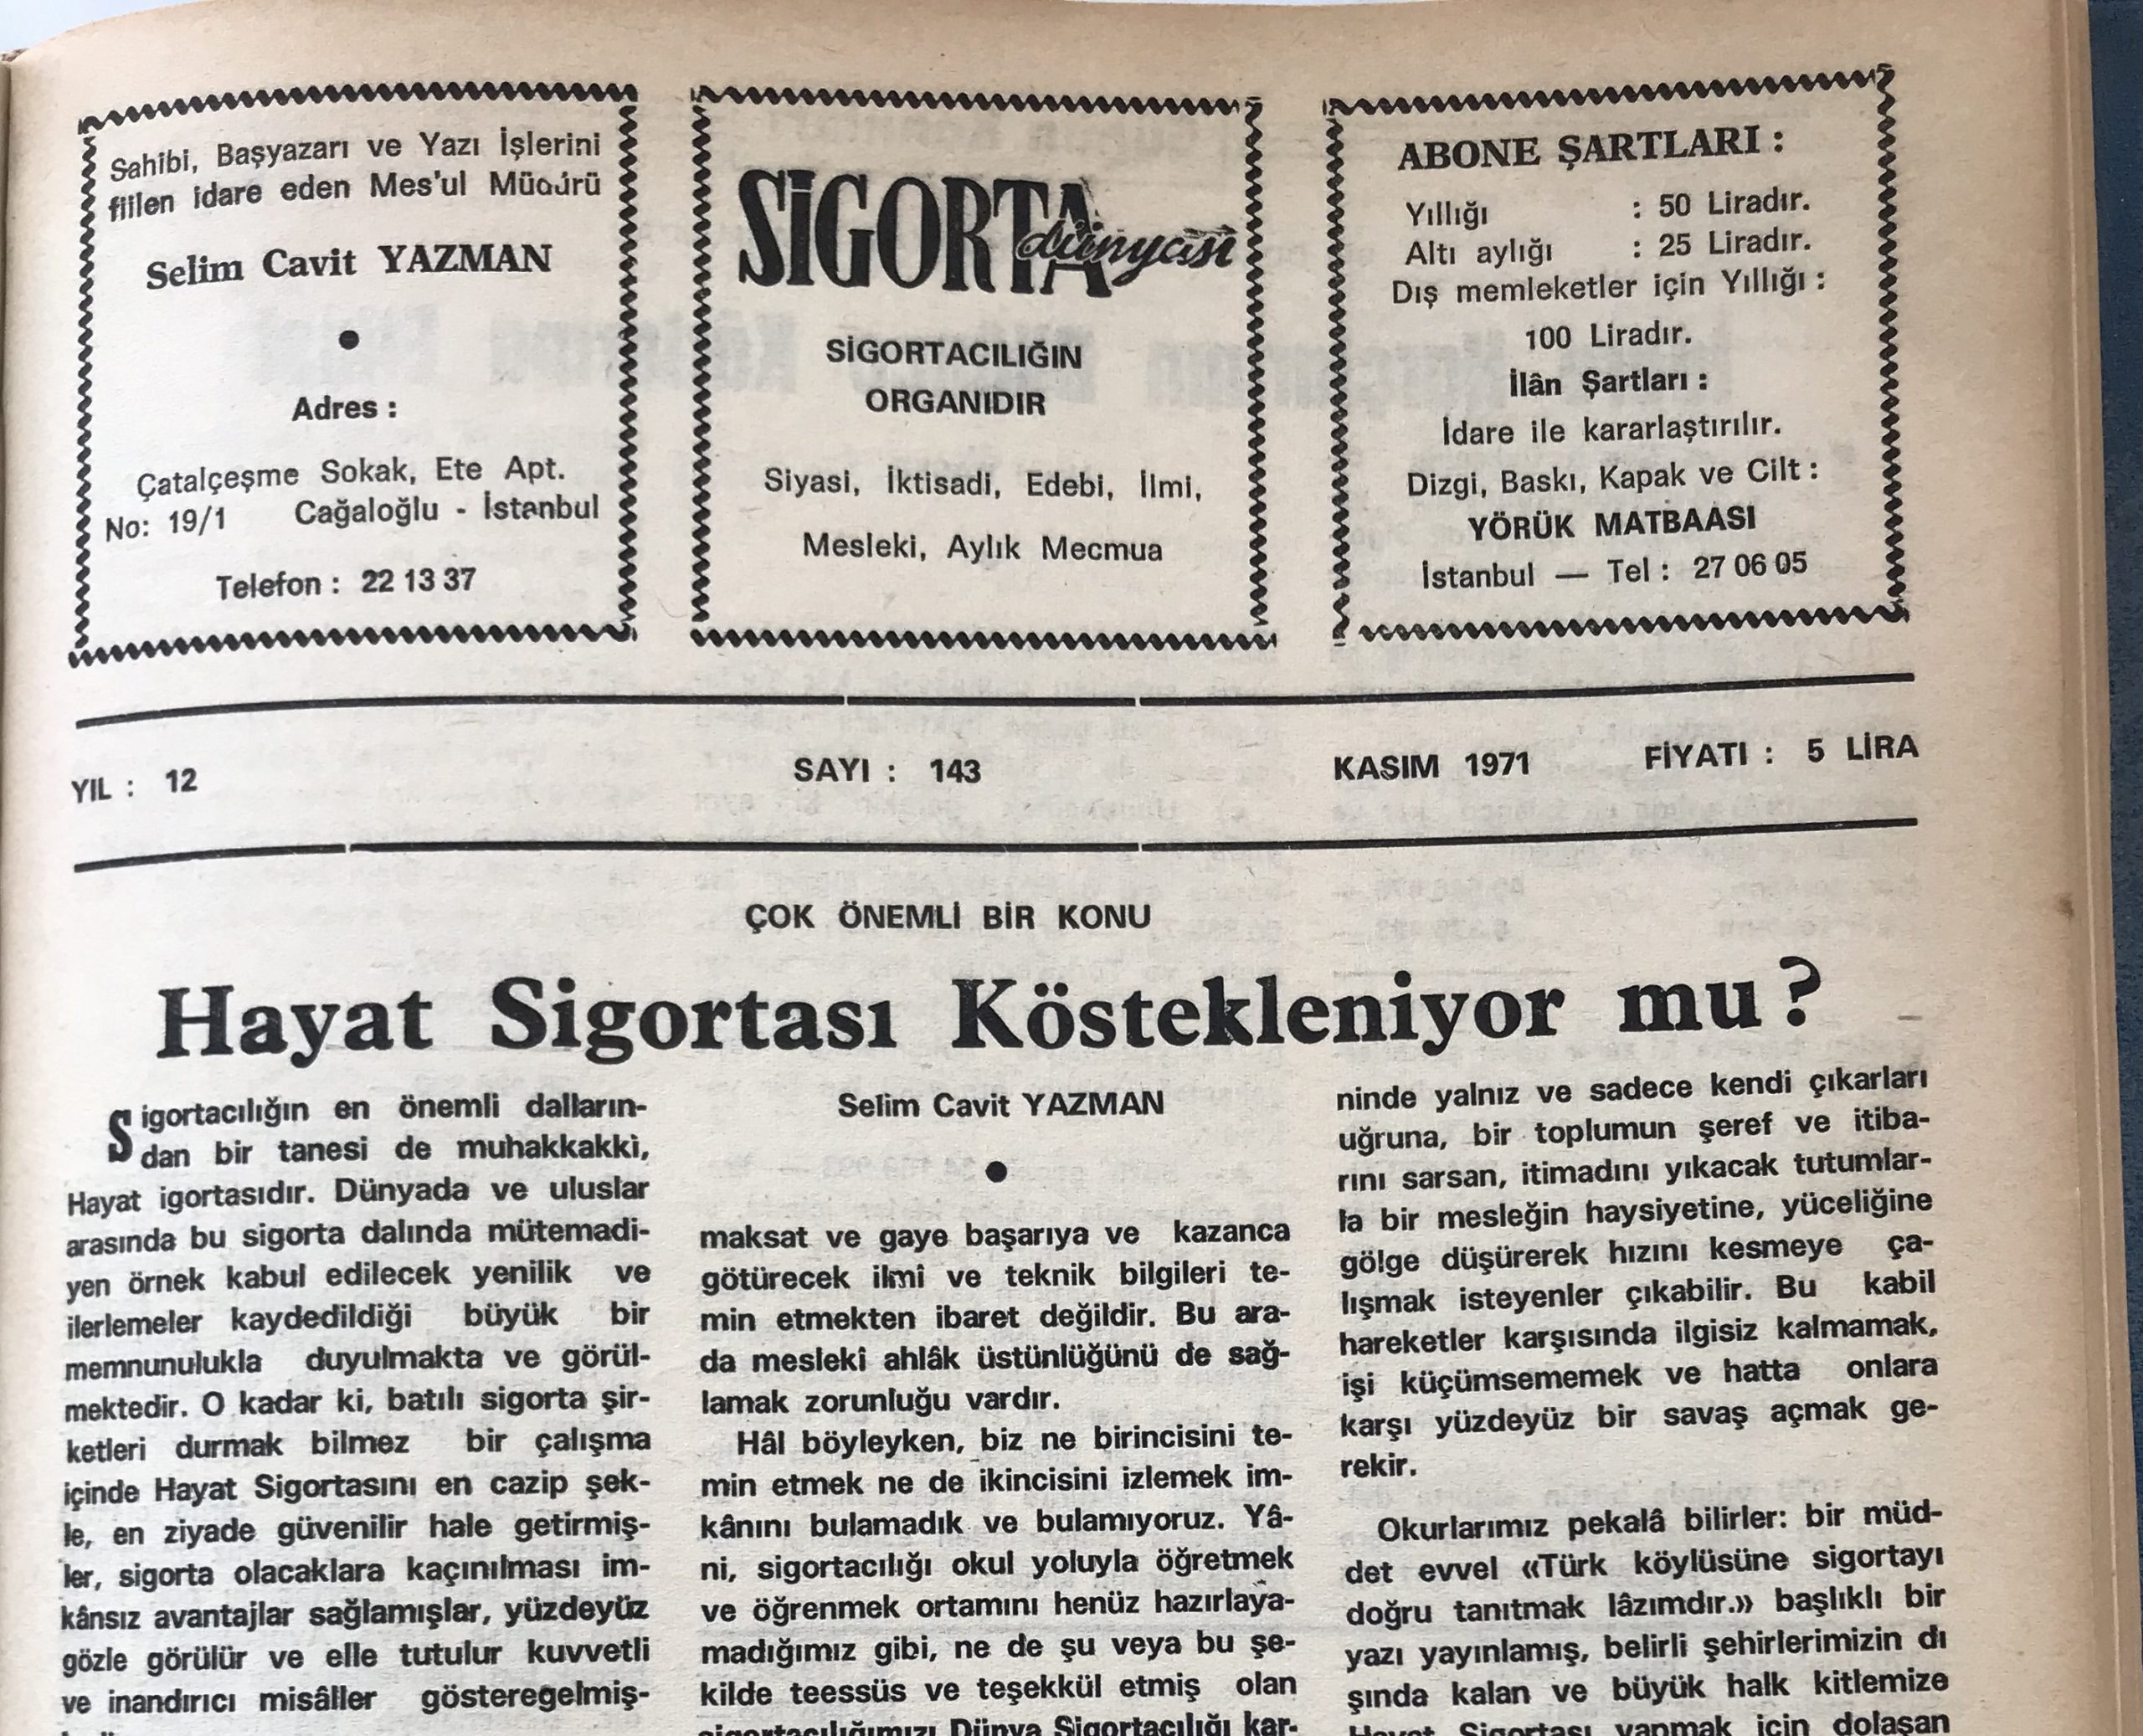 Sahibi, Başyazarı ve Yazı İşlerini
fiilen idare eden Mes'ul Müdürü
Selim Cavit YAZMAN
●
Adres :
Çatalçeşme Sokak, Ete Apt.
No: 19/1 Cağaloğlu - İstanbul
Telefon : 22 13 37
SİGORTA
dünyası
SİGORTACILIĞIN
ORGANIDIR
Siyasi, İktisadi, Edebi, İlmi,
Mesleki, Aylık Mecmua
ABONE ŞARTLARI :
Yıllığı : 50 Liradır.
Altı aylığı : 25 Liradır.
Dış memleketler için Yıllığı :
100 Liradır.
İlân Şartları :
İdare ile kararlaştırılır.
Dizgi, Baskı, Kapak ve Cilt :
YÖRÜK MATBAASI
İstanbul — Tel : 27 06 05
YIL : 12 SAYI : 143 KASIM 1971 FİYATI : 5 LİRA
ÇOK ÖNEMLİ BİR KONU
Hayat Sigortası Köstekleniyor mu ?
Sigortacılığın en önemli dalların-
dan bir tanesi de muhakkakki,
Hayat igortasıdır. Dünyada ve uluslar
arasında bu sigorta dalında mütemadi-
yen örnek kabul edilecek yenilik ve
ilerlemeler kaydedildiği büyük bir
memnunulukla duyulmakta ve görül-
mektedir. O kadar ki, batılı sigorta şir-
ketleri durmak bilmez bir çalışma
içinde Hayat Sigortasını en cazip şek-
le, en ziyade güvenilir hale getirmiş-
ler, sigorta olacaklara kaçınılması im-
kânsız avantajlar sağlamışlar, yüzdeyüz
gözle görülür ve elle tutulur kuvvetli
ve inandırıcı misâller gösteregelmiş-
Selim Cavit YAZMAN
●
maksat ve gaye başarıya ve kazanca
götürecek ilmî ve teknik bilgileri te-
min etmekten ibaret değildir. Bu ara-
da mesleki ahlâk üstünlüğünü de sağ-
lamak zorunluğu vardır.
Hâl böyleyken, biz ne birincisini te-
min etmek ne de ikincisini izlemek im-
kânını bulamadık ve bulamıyoruz. Yâ-
ni, sigortacılığı okul yoluyla öğretmek
ve öğrenmek ortamını henüz hazırlaya-
madığımız gibi, ne de şu veya bu şe-
kilde teessüs ve teşekkül etmiş olan
sigortacılığımızı Dünya Sigortacılığı kar-
ninde yalnız ve sadece kendi çıkarları
uğruna, bir toplumun şeref ve itiba-
rını sarsan, itimadını yıkacak tutumlar-
la bir mesleğin haysiyetine, yüceliğine
gölge düşürerek hızını kesmeye ça-
lışmak isteyenler çıkabilir. Bu kabil
hareketler karşısında ilgisiz kalmamak,
işi küçümsememek ve hatta onlara
karşı yüzdeyüz bir savaş açmak ge-
rekir.
Okurlarımız pekalâ bilirler: bir müd-
det evvel «Türk köylüsüne sigortayı
doğru tanıtmak lâzımdır.» başlıklı bir
yazı yayınlamış, belirli şehirlerimizin dı
şında kalan ve büyük halk kitlemize
Hayat Sigortası yapmak için dolaşan